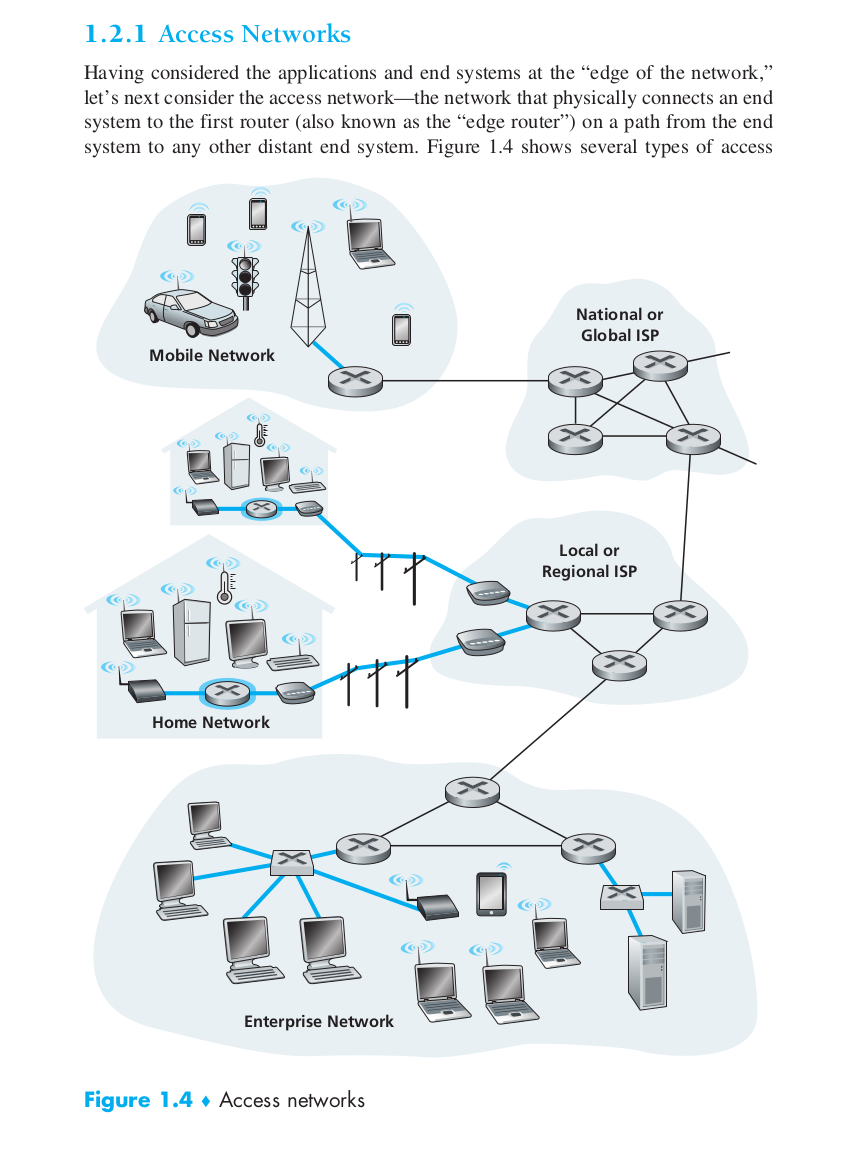 1.2.1 Access Networks
Having considered the applications and end systems at the “edge of the network,”
let’s next consider the access network—the network that physically connects an end
system to the first router (also known as the “edge router”) on a path from the end
system to any other distant end system. Figure 1.4 shows several types of access
National or
Global ISP
Mobile Network
Local or
Regional ISP
Home Network
Enterprise Network
Figure 1.4 ♦ Access networks